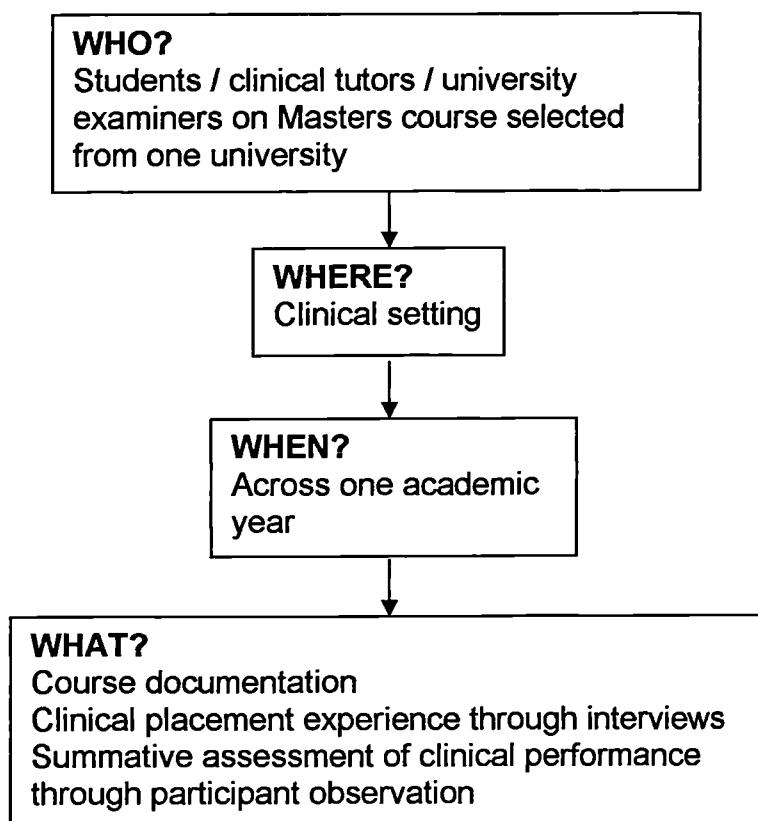 WHO?
Students / clinical tutors / university
examiners on Masters course selected
from one university
WHERE?
Clinical setting
WHEN?
Across one academic
year
WHAT?
Course documentation
Clinical placement experience through interviews
Summative assessment of clinical performance
through participant observation